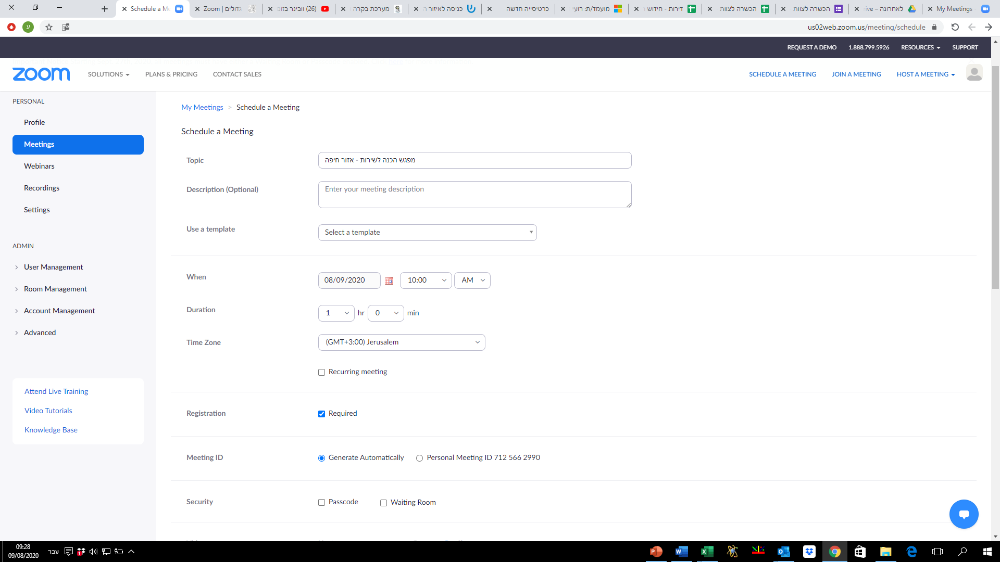 Schedule a Me
Zoom | גדולים
(26) וובינר בזום
מערכת בקרה
כניסה לאיזור ה
כרטיסייה חדשה
מועמד/ת: רועי
דירות - חידוש
הכשרה לצוות
הכשרה לצוות
לאחרונה – rive
My Meetings
ע
us02web.zoom.us/meeting/schedule
REQUEST A DEMO
1.888.799.5926
RESOURCES
SUPPORT
zoom
SOLUTIONS
PLANS & PRICING
CONTACT SALES
SCHEDULE A MEETING
JOIN A MEETING
HOST A MEETING
PERSONAL
Profile
Meetings
Webinars
Recordings
Settings
ADMIN
User Management
Room Management
Account Management
Advanced
Attend Live Training
Video Tutorials
Knowledge Base
My Meetings > Schedule a Meeting
Schedule a Meeting
Topic
מפגש הכנה לשירות - אזור חיפה
Description (Optional)
Enter your meeting description
Use a template
Select a template
When
08/09/2020
10:00
AM
Duration
1 hr 0 min
Time Zone
(GMT+3:00) Jerusalem
Recurring meeting
Registration
Required
Meeting ID
Generate Automatically
Personal Meeting ID 712 566 2990
Security
Passcode
Waiting Room
09:28
09/08/2020
עבר